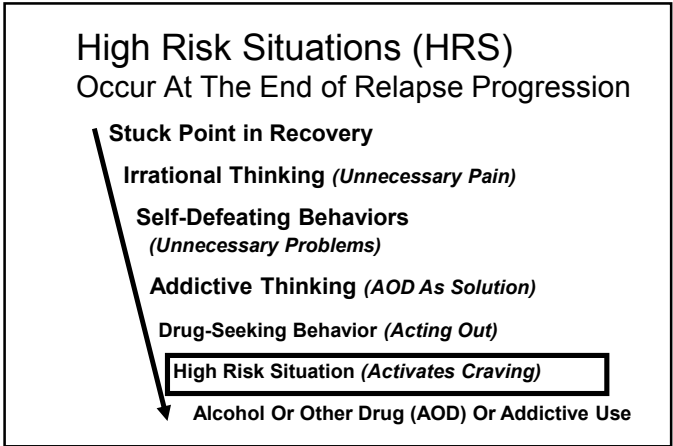 High Risk Situations (HRS)
Occur At The End of Relapse Progression
Stuck Point in Recovery
Irrational Thinking (Unnecessary Pain)
Self-Defeating Behaviors
(Unnecessary Problems)
Addictive Thinking (AOD As Solution)
Drug-Seeking Behavior (Acting Out)
High Risk Situation (Activates Craving)
Alcohol Or Other Drug (AOD) Or Addictive Use